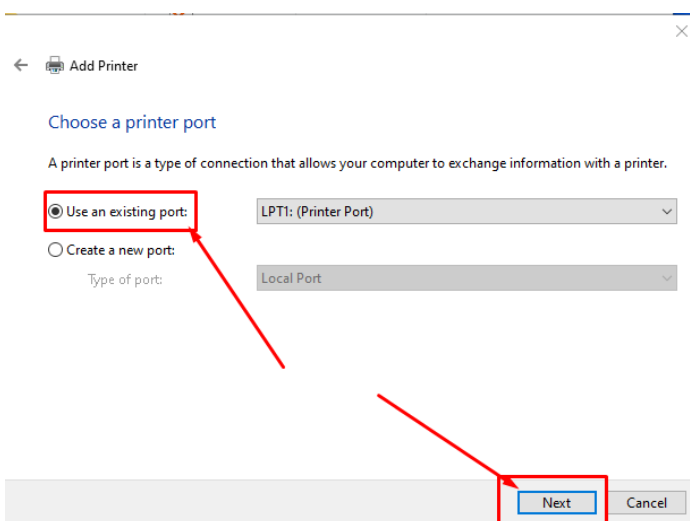 Add Printer
Choose a printer port
A printer port is a type of connection that allows your computer to exchange information with a printer.
Use an existing port: LPT1: (Printer Port)
Create a new port:
Type of port: Local Port
Next Cancel